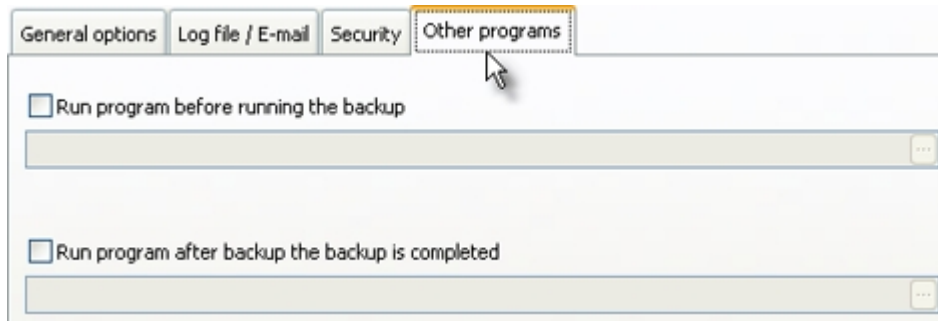 General options Log file / E-mail Security Other programs
Run program before running the backup
...
Run program after backup the backup is completed
...